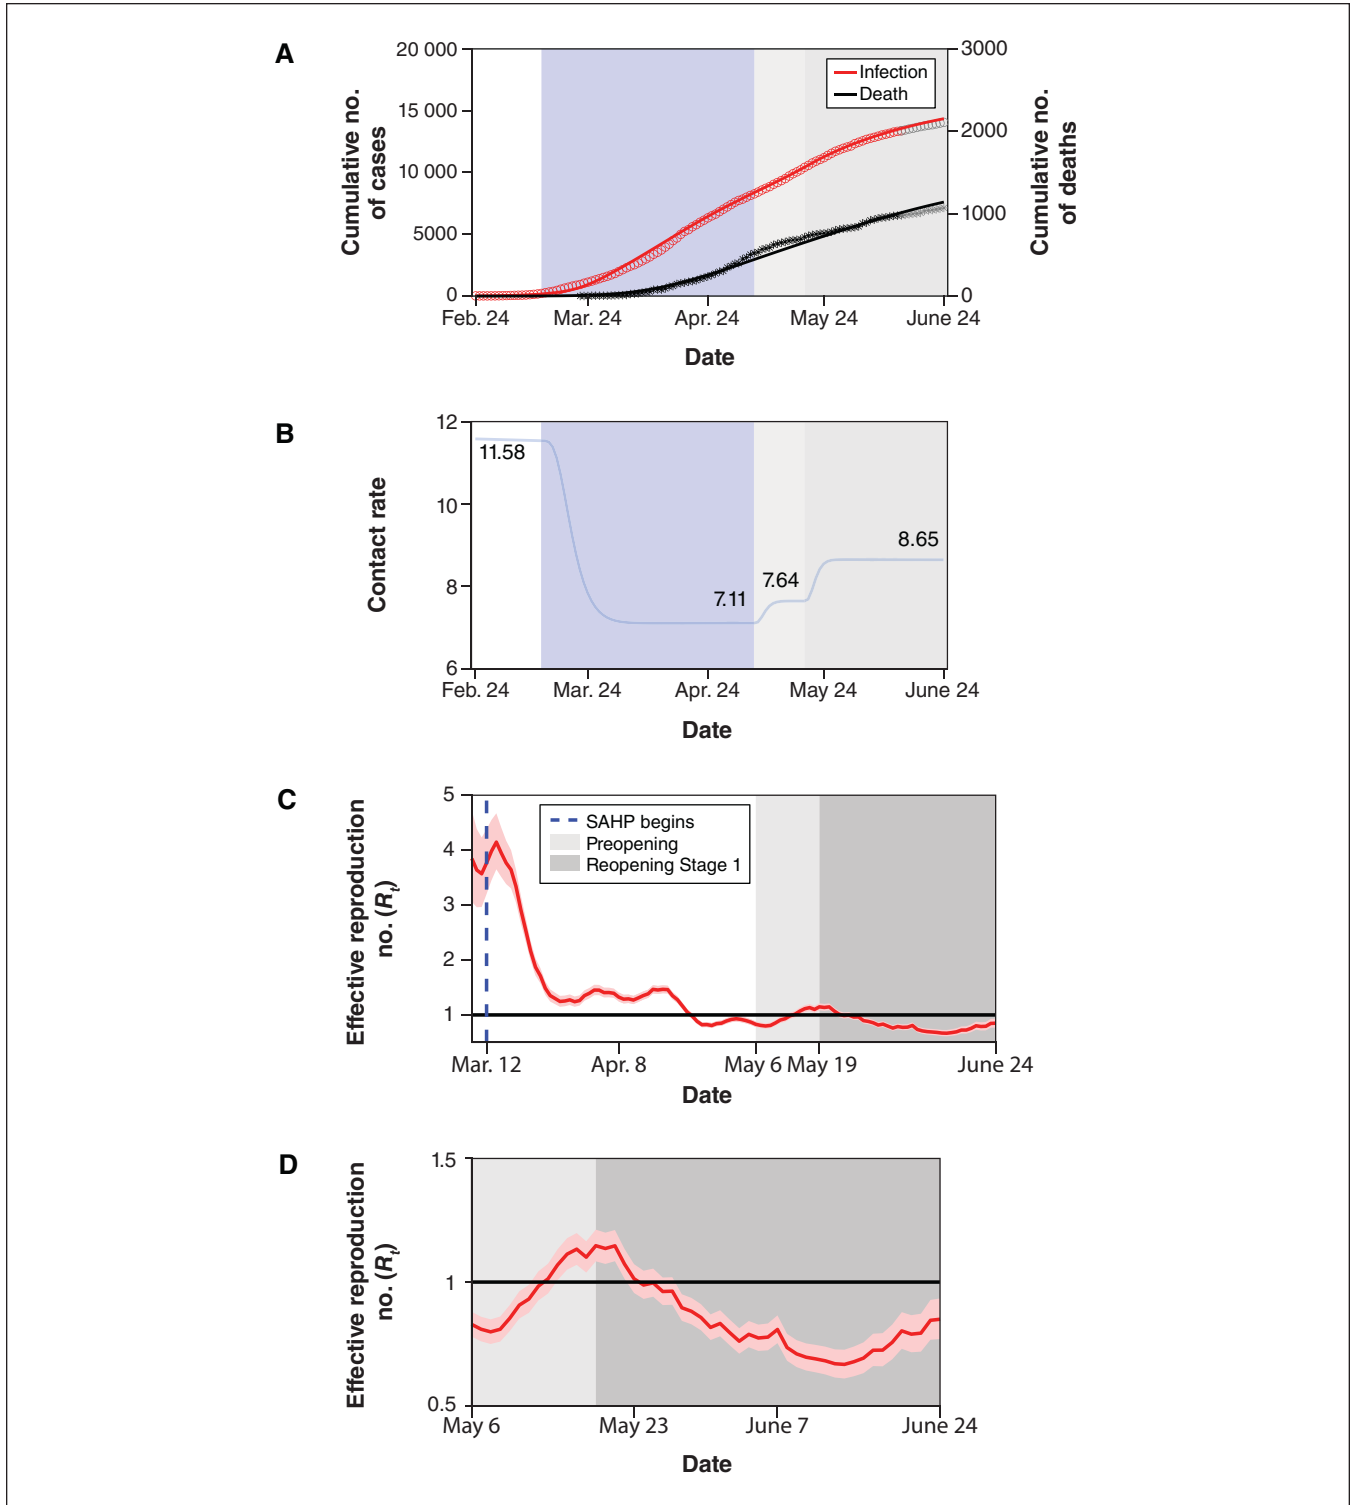 A
Cumulative no.
of cases
20 000
15 000
10 000
5000
0
3000
2000
1000
0
Cumulative no.
of deaths
Infection
Death
Feb. 24
Mar. 24
Apr. 24
May 24
June 24
Date
B
Contact rate
12
10
8
6
11.58
7.11
7.64
8.65
Feb. 24
Mar. 24
Apr. 24
May 24
June 24
Date
C
Effective reproduction
no. (Rt)
5
4
3
2
1
SAHP begins
Preopening
Reopening Stage 1
Mar. 12
Apr. 8
May 6
May 19
June 24
Date
D
Effective reproduction
no. (Rt)
1.5
1
0.5
May 6
May 23
June 7
June 24
Date